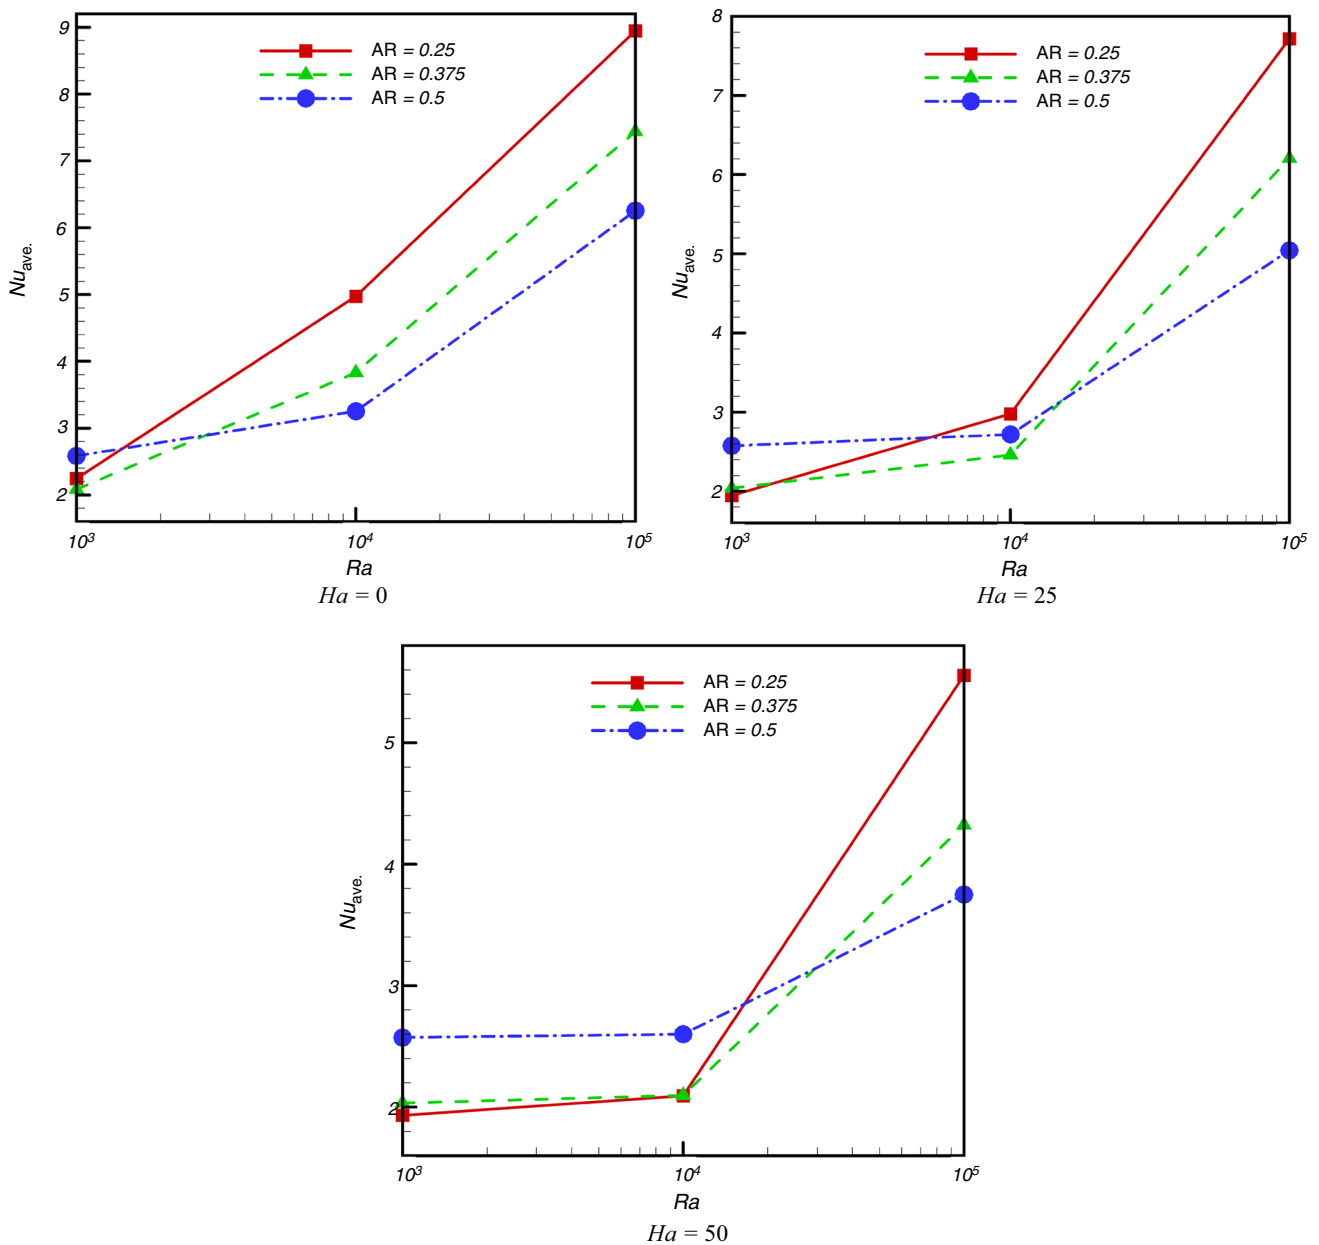 9
8
7
6
5
4
3
2
Nu_ave.
AR = 0.25
AR = 0.375
AR = 0.5
10³ 10⁴ 10⁵
Ra
Ha = 0
8
7
6
5
4
3
2
Nu_ave.
AR = 0.25
AR = 0.375
AR = 0.5
10³ 10⁴ 10⁵
Ra
Ha = 25
5
4
3
2
Nu_ave.
AR = 0.25
AR = 0.375
AR = 0.5
10³ 10⁴ 10⁵
Ra
Ha = 50